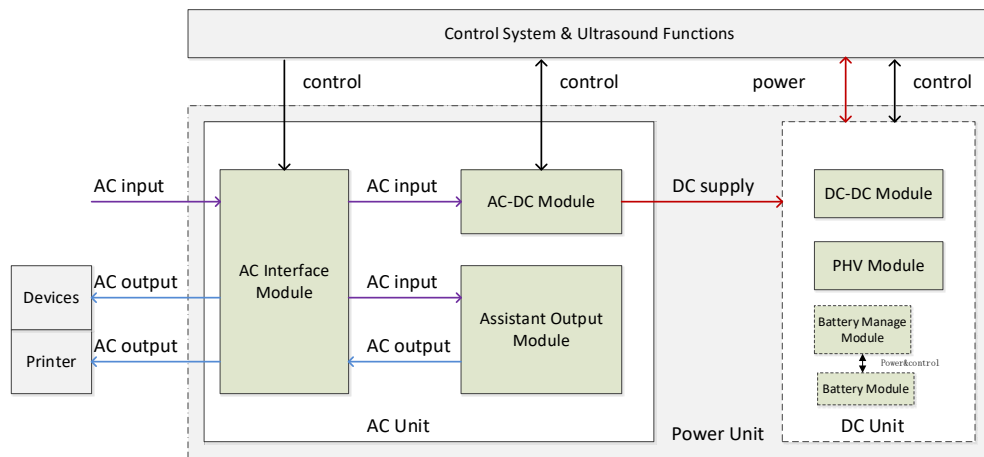 Control System & Ultrasound Functions
control
control
power
control
AC input
AC input
AC-DC Module
DC supply
DC-DC Module
AC Interface
Module
PHV Module
Devices
AC output
AC input
Assistant Output
Module
Battery Manage
Module
Power&control
Printer
AC output
AC output
Battery Module
AC Unit
Power Unit
DC Unit